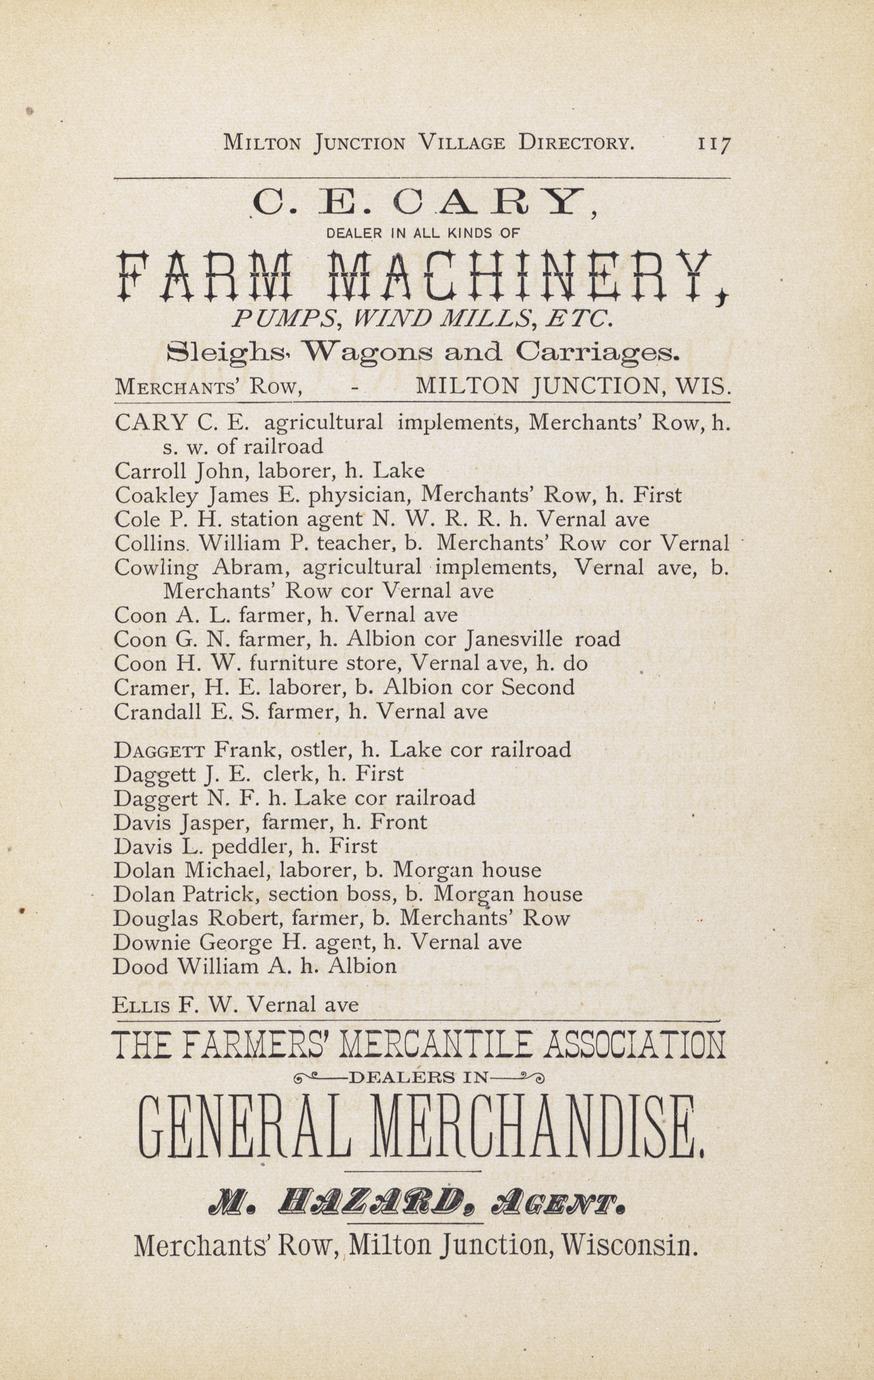 MILTON JUNCTION VILLAGE DIRECTORY. 117
C. E. CARY,
DEALER IN ALL KINDS OF
FARM MACHINERY,
PUMPS, WIND MILLS, ETC.
Sleighs, Wagons and Carriages.
MERCHANTS' ROW, - MILTON JUNCTION, WIS.
CARY C. E. agricultural implements, Merchants' Row, h.
s. w. of railroad
Carroll John, laborer, h. Lake
Coakley James E. physician, Merchants' Row, h. First
Cole P. H. station agent N. W. R. R. h. Vernal ave
Collins. William P. teacher, b. Merchants' Row cor Vernal
Cowling Abram, agricultural implements, Vernal ave, b.
Merchants' Row cor Vernal ave
Coon A. L. farmer, h. Vernal ave
Coon G. N. farmer, h. Albion cor Janesville road
Coon H. W. furniture store, Vernal ave, h. do
Cramer, H. E. laborer, b. Albion cor Second
Crandall E. S. farmer, h. Vernal ave
DAGGETT Frank, ostler, h. Lake cor railroad
Daggett J. E. clerk, h. First
Daggert N. F. h. Lake cor railroad
Davis Jasper, farmer, h. Front
Davis L. peddler, h. First
Dolan Michael, laborer, b. Morgan house
Dolan Patrick, section boss, b. Morgan house
Douglas Robert, farmer, b. Merchants' Row
Downie George H. agent, h. Vernal ave
Dood William A. h. Albion
ELLIS F. W. Vernal ave
THE FARMERS' MERCANTILE ASSOCIATION
DEALERS IN
GENERAL MERCHANDISE.
M. HAZARD, AGENT.
Merchants' Row, Milton Junction, Wisconsin.